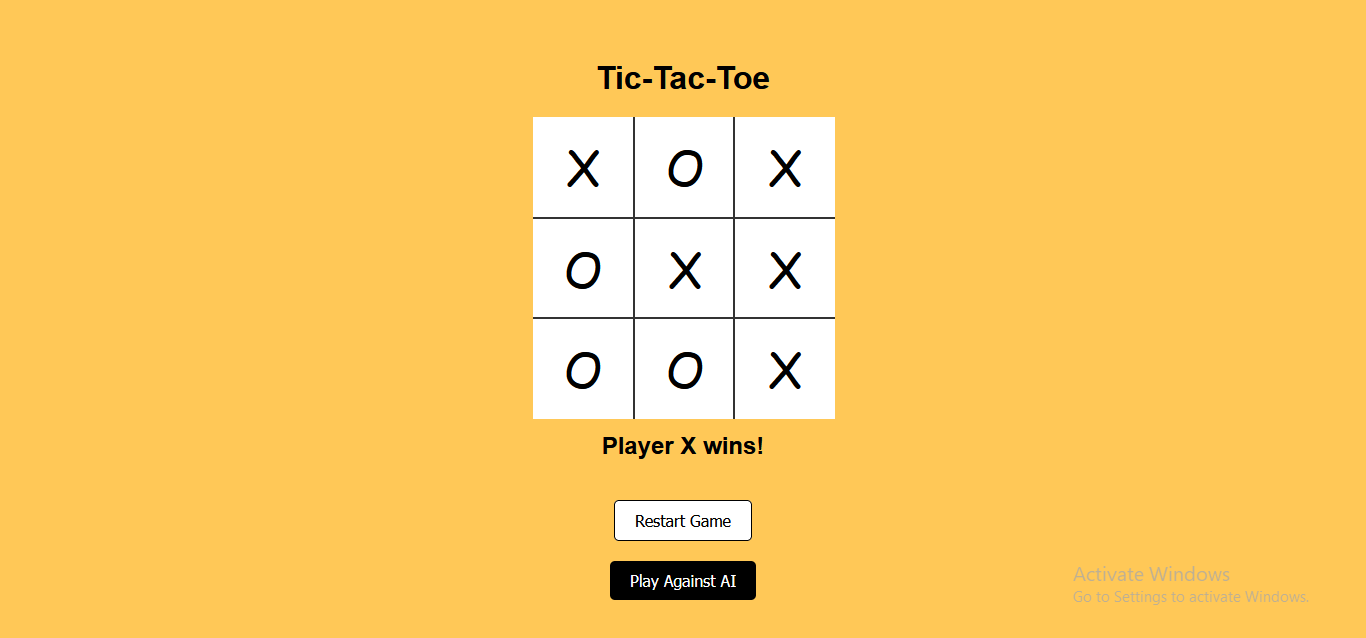 Tic-Tac-Toe
X O X
O X X
O O X
Player X wins!
Restart Game
Play Against AI
Activate Windows
Go to Settings to activate Windows.